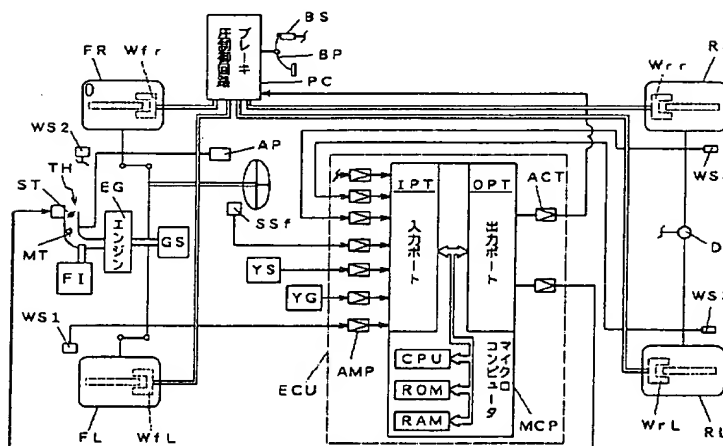 BS
BP
PC
ブレーキ
圧制御回路
FR
Wfr
Wrr
R
WS2
AP
TH
ST
EG
エンジン
GS
MT
FI
SSf
IPT
入力ポート
OPT
出力ポート
ACT
WS
D
YS
YG
WS1
AMP
ECU
CPU
ROM
RAM
マイクロ
コンピュータ
MCP
FL
WfL
WrL
RL